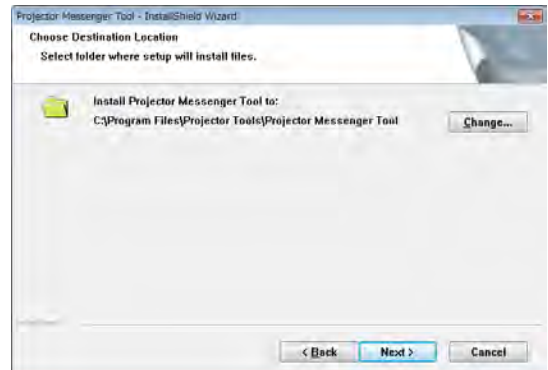 Projector Messenger Tool - InstallShield Wizard
Choose Destination Location
Select folder where setup will install files.
Install Projector Messenger Tool to:
C:\Program Files\Projector Tools\Projector Messenger Tool
Change...
< Back
Next >
Cancel